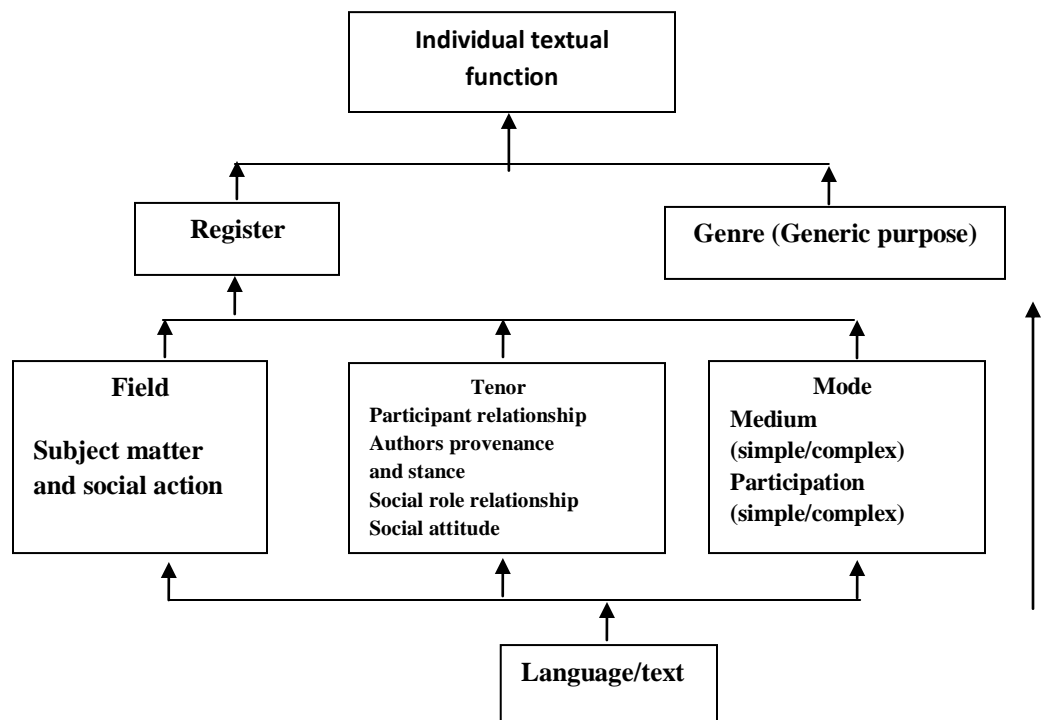 Individual textual
function
Register
Genre (Generic purpose)
Field
Subject matter
and social action
Tenor
Participant relationship
Authors provenance
and stance
Social role relationship
Social attitude
Mode
Medium
(simple/complex)
Participation
(simple/complex)
Language/text